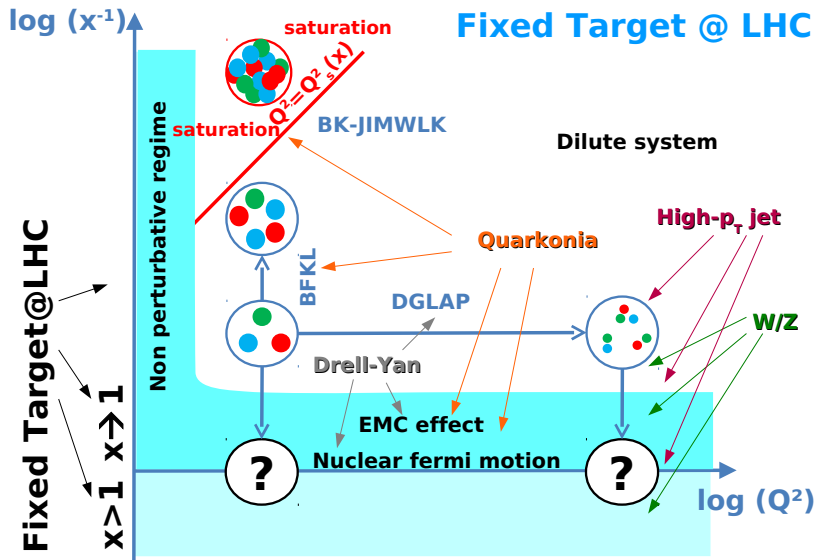 log (x⁻¹)
Fixed Target @ LHC
saturation
Q²=Q²ₛ(x)
saturation
BK-JIMWLK
Dilute system
Non perturbative regime
High-p_T jet
Quarkonia
BFKL
DGLAP
W/Z
Drell-Yan
Fixed Target@LHC
x→1
x>1
EMC effect
Nuclear fermi motion
?
?
log (Q²)